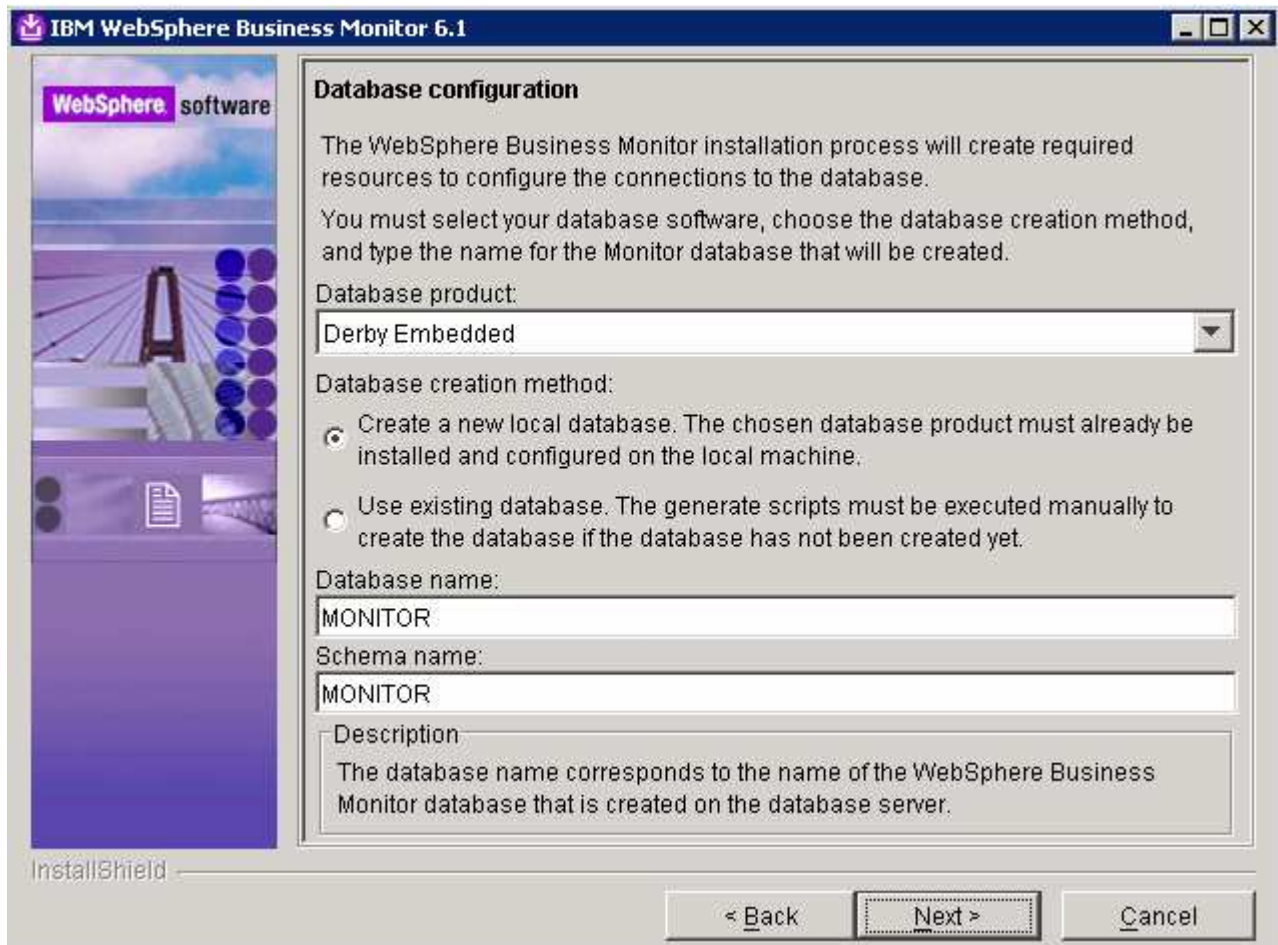 IBM WebSphere Business Monitor 6.1
WebSphere software
Database configuration
The WebSphere Business Monitor installation process will create required
resources to configure the connections to the database.
You must select your database software, choose the database creation method,
and type the name for the Monitor database that will be created.
Database product:
Derby Embedded
Database creation method:
Create a new local database. The chosen database product must already be
installed and configured on the local machine.
Use existing database. The generate scripts must be executed manually to
create the database if the database has not been created yet.
Database name:
MONITOR
Schema name:
MONITOR
Description
The database name corresponds to the name of the WebSphere Business
Monitor database that is created on the database server.
InstallShield
< Back
Next >
Cancel